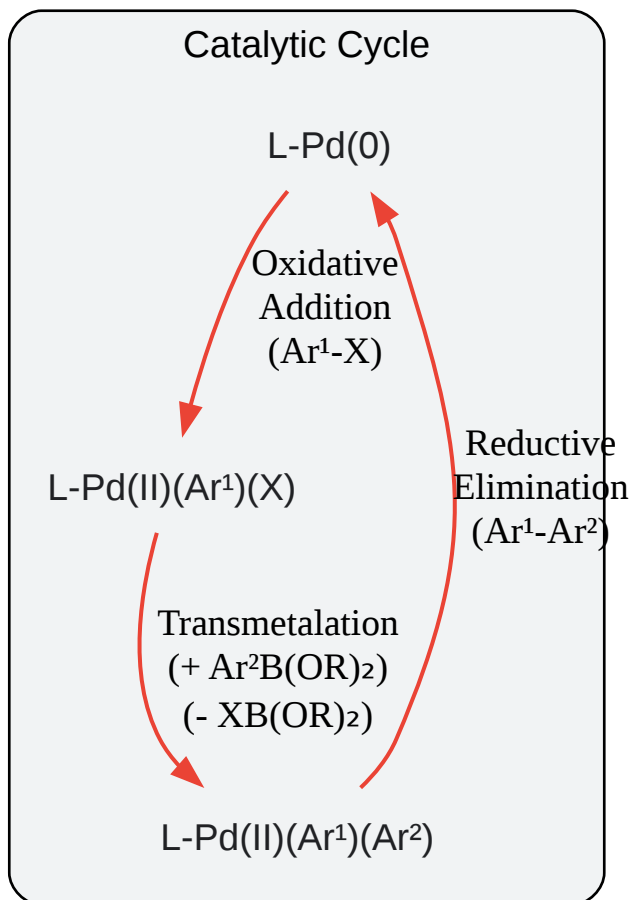 Catalytic Cycle
L-Pd(0)
Oxidative
Addition
(Ar¹-X)
L-Pd(II)(Ar¹)(X)
Reductive
Elimination
(Ar¹-Ar²)
Transmetalation
(+ Ar²B(OR)₂)
(- XB(OR)₂)
L-Pd(II)(Ar¹)(Ar²)